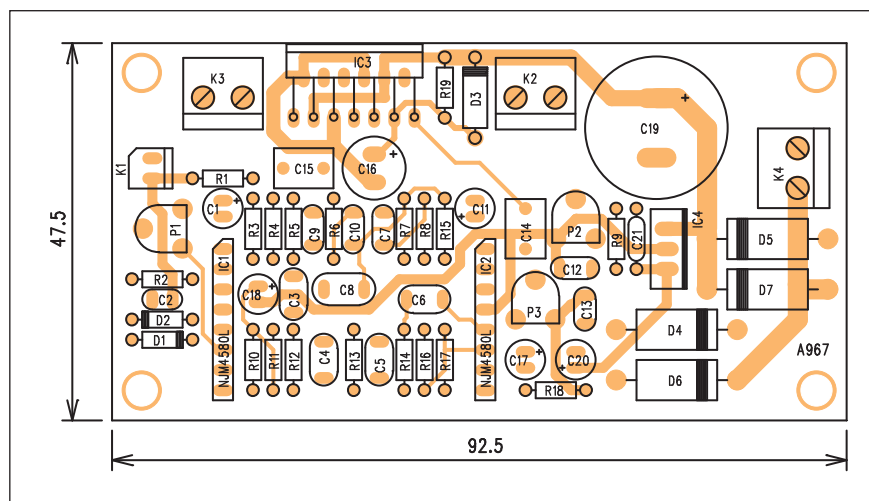 K3
IC3
R19
D3
K2
C19
+
K1
R1
C15
C16
+
K4
C1
+
R3
R4
R5
C9
R6
C10
C7
R7
R8
R15
C11
+
C14
P2
R9
C21
IC4
D5
P1
IC1
IC2
C12
R2
C2
C18
+
C3
C8
C6
P3
C13
D7
D2
D1
NJM4580L
R10
R11
R12
C4
R13
C5
R14
R16
R17
NJM4580L
C17
+
C20
+
R18
D4
D6
A967
47.5
92.5